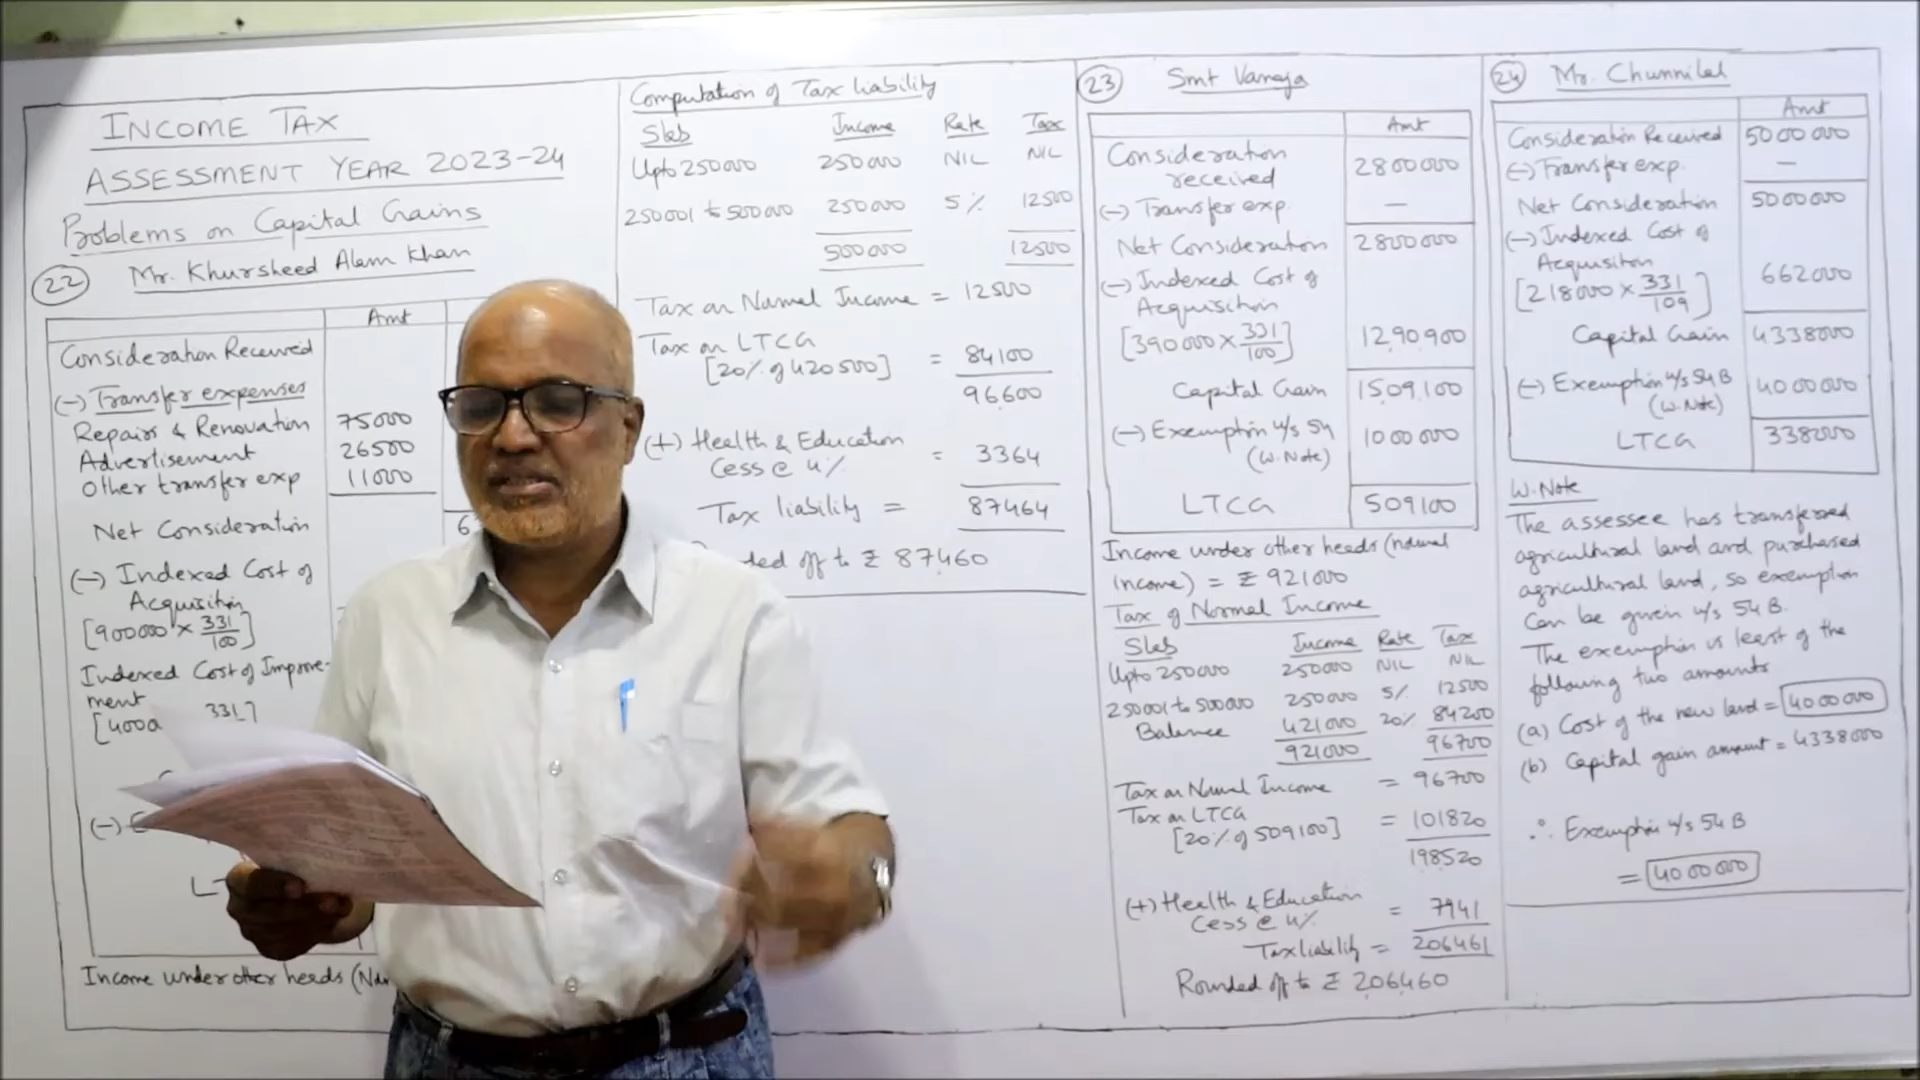 INCOME TAX
ASSESSMENT YEAR 2023-24
Problems on Capital Gains
22 Mr. Khursheed Alam Khan
Amt
Consideration Received
(-) Transfer expenses
Repairs & Renovation 75000
Advertisement 26500
Other transfer exp 11000
Net Consideration
(-) Indexed Cost of
Acquisition
[900000 × 331/100]
Indexed Cost of Improve-
ment
[4000 331]
(-) E
Income under other heads
Computation of Tax liability
Slab Income Rate Tax
Upto 250000 250000 NIL NIL
250001 to 500000 250000 5% 12500
500000 12500
Tax on Normal Income = 12500
Tax on LTCG
[20% of 420500] = 84100
96600
(+) Health & Education
Cess @ 4% = 3364
Tax liability = 87464
ded off to ₹ 87460
23 Smt Vanaja
Amt
Consideration
received 2800000
(-) Transfer exp. —
Net Consideration 2800000
(-) Indexed Cost of
Acquisition
[390000 × 331/100] 12,90,900
Capital Gain 1509100
(-) Exemption u/s 54 1000000
(W.Note)
LTCG 509100
Income under other heads (normal
income) = ₹ 921000
Tax of Normal Income
Slab Income Rate Tax
Upto 250000 250000 NIL NIL
250001 to 500000 250000 5% 12500
Balance 421000 20% 84200
921000 96700
Tax on Normal Income = 96700
Tax on LTCG
[20% of 509100] = 101820
198520
(+) Health & Education
Cess @ 4% = 7941
Tax liability = 206461
Rounded off to ₹ 206460
24 Mr. Chunnilal
Amt
Consideration Received 5000000
(-) Transfer exp. —
Net Consideration 5000000
(-) Indexed Cost of
Acquisition
[218000 × 331/109] 662000
Capital Gain 4338000
(-) Exemption u/s 54B 4000000
(W.Note)
LTCG 338000
W.Note
The assessee has transferred
agricultural land and purchased
agricultural land, so exemption
can be given u/s 54 B.
The exemption is least of the
following two amounts
(a) Cost of the new land = 4000000
(b) Capital gain amount = 4338000
∴ Exemption u/s 54 B
= 4000000